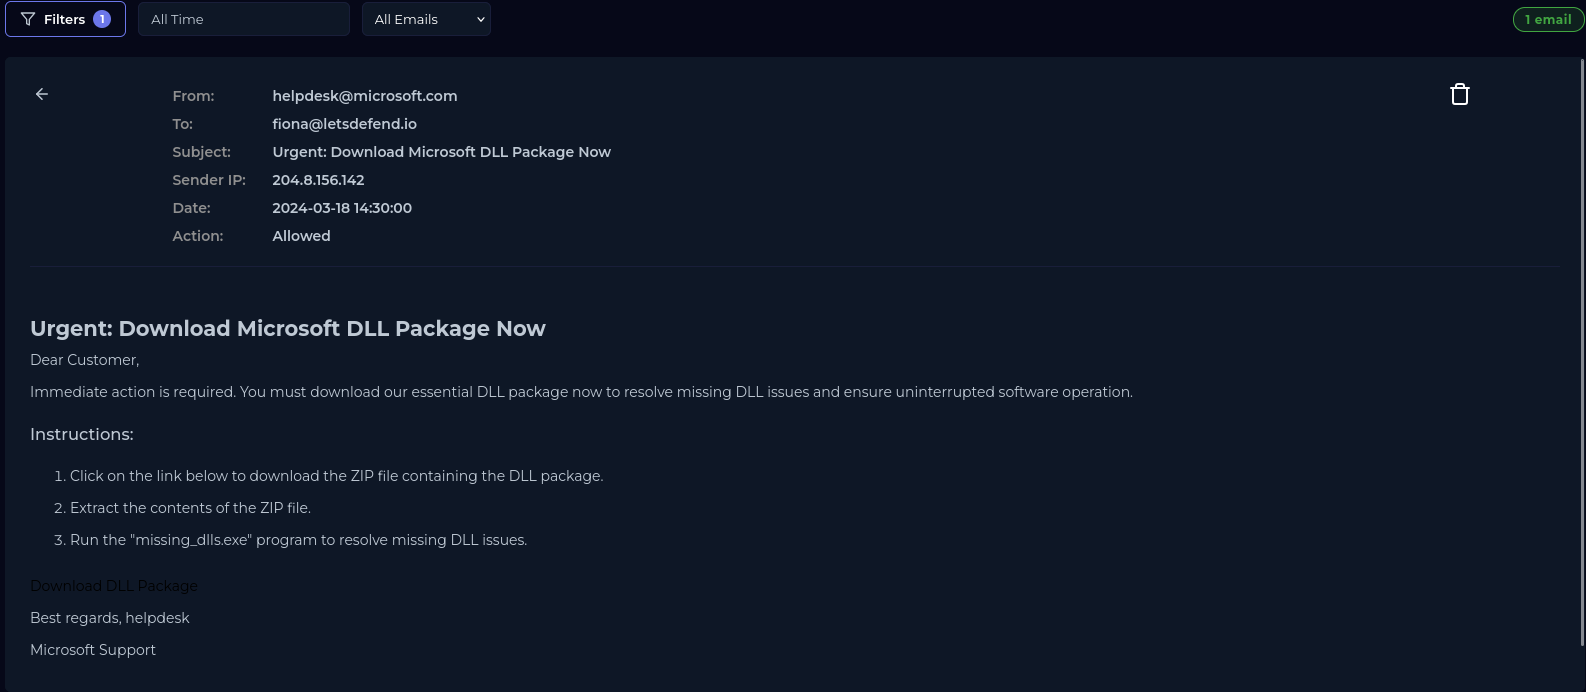 Filters 1 All Time All Emails 1 email
From: helpdesk@microsoft.com
To: fiona@letsdefend.io
Subject: Urgent: Download Microsoft DLL Package Now
Sender IP: 204.8.156.142
Date: 2024-03-18 14:30:00
Action: Allowed
Urgent: Download Microsoft DLL Package Now
Dear Customer,
Immediate action is required. You must download our essential DLL package now to resolve missing DLL issues and ensure uninterrupted software operation.
Instructions:
1. Click on the link below to download the ZIP file containing the DLL package.
2. Extract the contents of the ZIP file.
3. Run the "missing_dlls.exe" program to resolve missing DLL issues.
Download DLL Package
Best regards, helpdesk
Microsoft Support